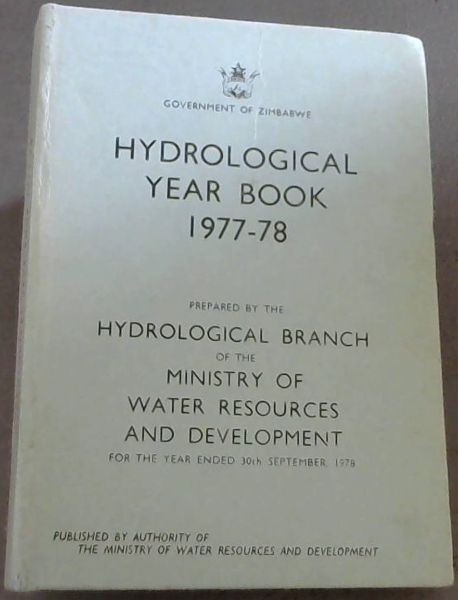 GOVERNMENT OF ZIMBABWE
HYDROLOGICAL
YEAR BOOK
1977-78
PREPARED BY THE
HYDROLOGICAL BRANCH
OF THE
MINISTRY OF
WATER RESOURCES
AND DEVELOPMENT
FOR THE YEAR ENDED 30th SEPTEMBER, 1978
PUBLISHED BY AUTHORITY OF
THE MINISTRY OF WATER RESOURCES AND DEVELOPMENT